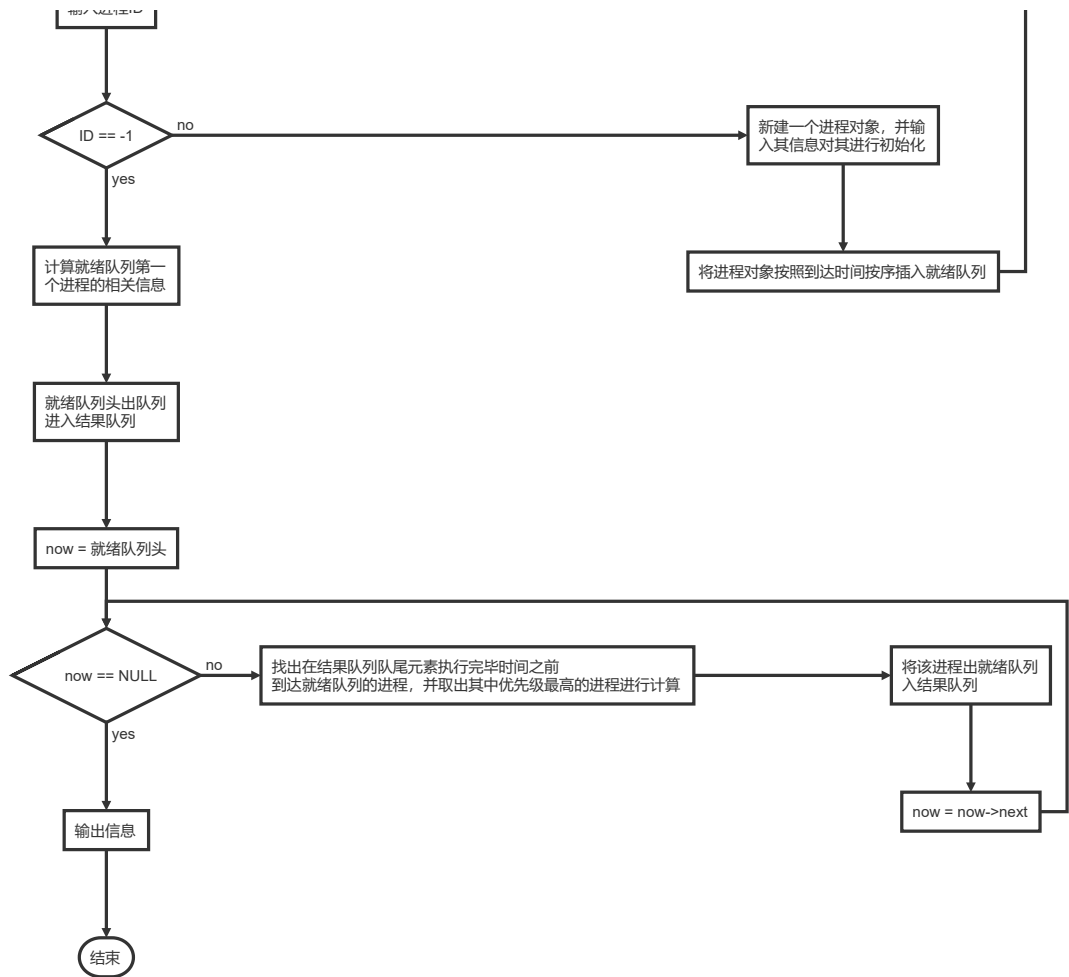 输入进程ID
ID == -1
no
新建一个进程对象，并输
入其信息对其进行初始化
yes
计算就绪队列第一
个进程的相关信息
将进程对象按照到达时间按序插入就绪队列
就绪队列头出队列
进入结果队列
now = 就绪队列头
now == NULL
no
找出在结果队列队尾元素执行完毕时间之前
到达就绪队列的进程，并取出其中优先级最高的进程进行计算
将该进程出就绪队列
入结果队列
yes
输出信息
now = now->next
结束